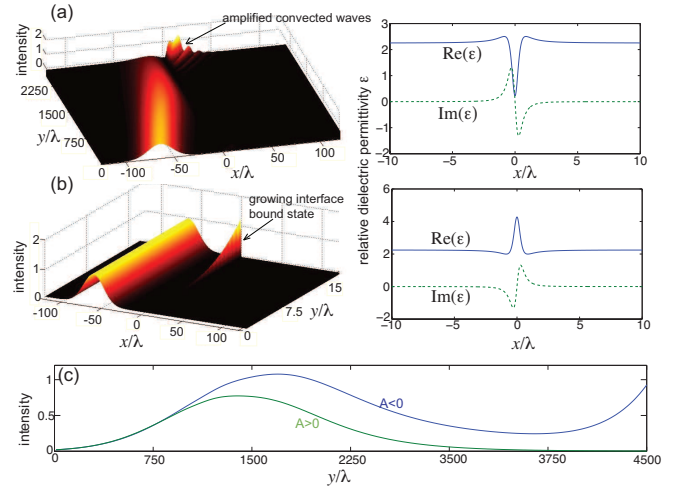 (a)
amplified convected waves
intensity
2
1
0
2250
1500
750
0
y/λ
-100
-50
0
50
100
x/λ
relative dielectric permittivity ε
3
2
1
0
−1
−2
Re(ε)
Im(ε)
−10
−5
0
5
10
x/λ
(b)
growing interface
bound state
intensity
2
1
0
-100
-50
0
50
100
x/λ
0
7.5
15
y/λ
6
4
2
0
−2
Re(ε)
Im(ε)
−10
−5
0
5
10
x/λ
(c)
intensity
1
0.5
0
A<0
A>0
0
750
1500
2250
3500
3750
4500
y/λ